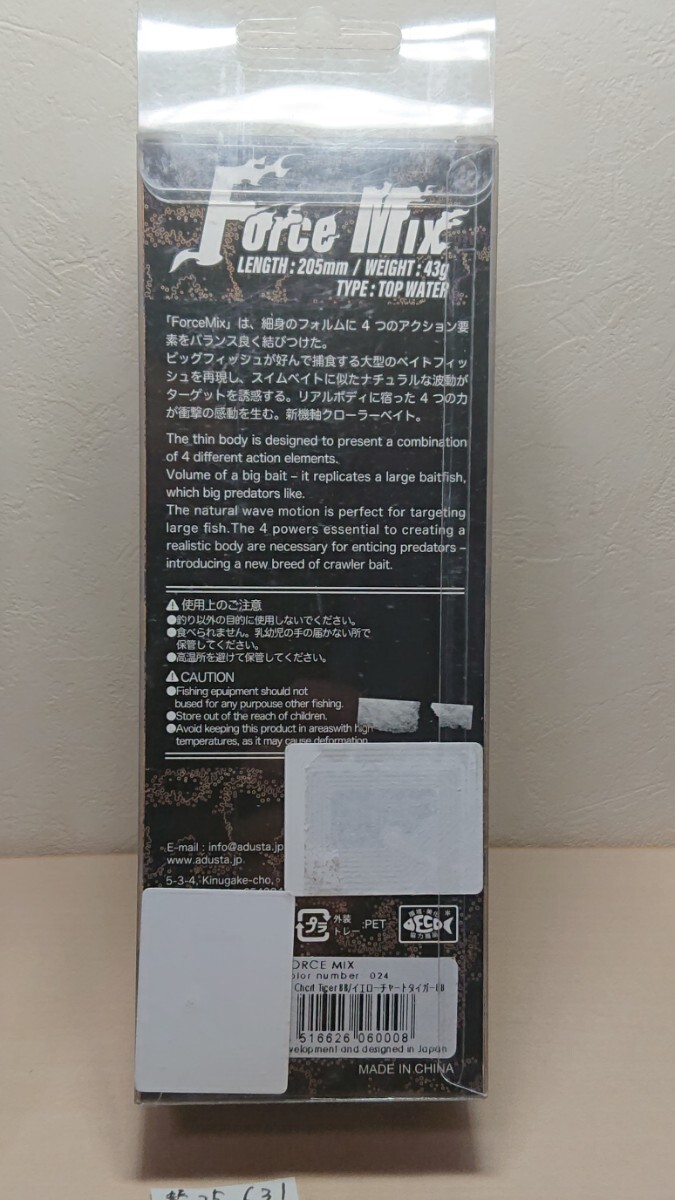 Force Mix
LENGTH : 205mm / WEIGHT : 43g
TYPE : TOP WATER
「ForceMix」は、細身のフォルムに 4 つのアクション要
素をバランス良く結びつけた。
ビッグフィッシュが好んで捕食する大型のベイトフィッ
シュを再現し、スイムベイトに似たナチュラルな波動が
ターゲットを誘惑する。リアルボディに宿った 4 つの力
が衝撃の感動を生む。新機軸クローラーベイト。
The thin body is designed to present a combination
of 4 different action elements.
Volume of a big bait – it replicates a large baitfish,
which big predators like.
The natural wave motion is perfect for targeting
large fish.The 4 powers essential to creating a
realistic body are necessary for enticing predators –
introducing a new breed of crawler bait.
使用上のご注意
●釣り以外の目的に使用しないでください。
●食べられません。乳幼児の手の届かない所で
保管してください。
●高温所を避けて保管してください。
CAUTION
●Fishing epuipment should not
bused for any purpouse other fishing.
●Store out of the reach of children.
●Avoid keeping this product in areaswith high
temperatures, as it may cause deformation
E-mail : info@adusta.jp
www.adusta.jp
5-3-4, Kinugake-cho,
プラ 外装 トレー :PET
ECO
ORCE MIX
olor number 024
Chart Tiger BB/イエローチャートタイガーBB
516626 060008
velopment and designed in Japan
MADE IN CHINA